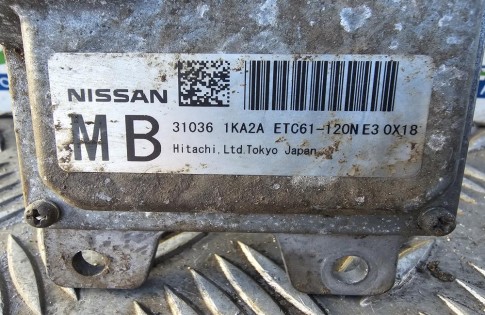 NISSAN
MB 31036 1KA2A ETC61-120N E3 0X18
Hitachi,Ltd.Tokyo Japan